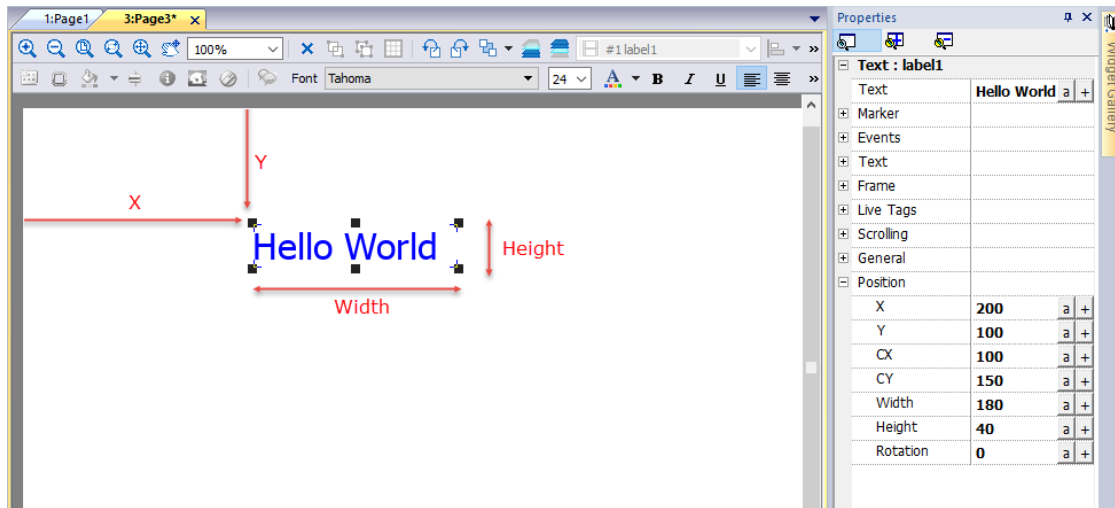 1:Page1
3:Page3*
Properties
100%
#1 label1
Font Tahoma
24
A
B I U
Widget Gallery
Text : label1
Text Hello World a +
Marker
Events
Text
Frame
Live Tags
Scrolling
General
Position
X 200 a +
Y 100 a +
CX 100 a +
CY 150 a +
Width 180 a +
Height 40 a +
Rotation 0 a +
Y
X
Hello World
Height
Width